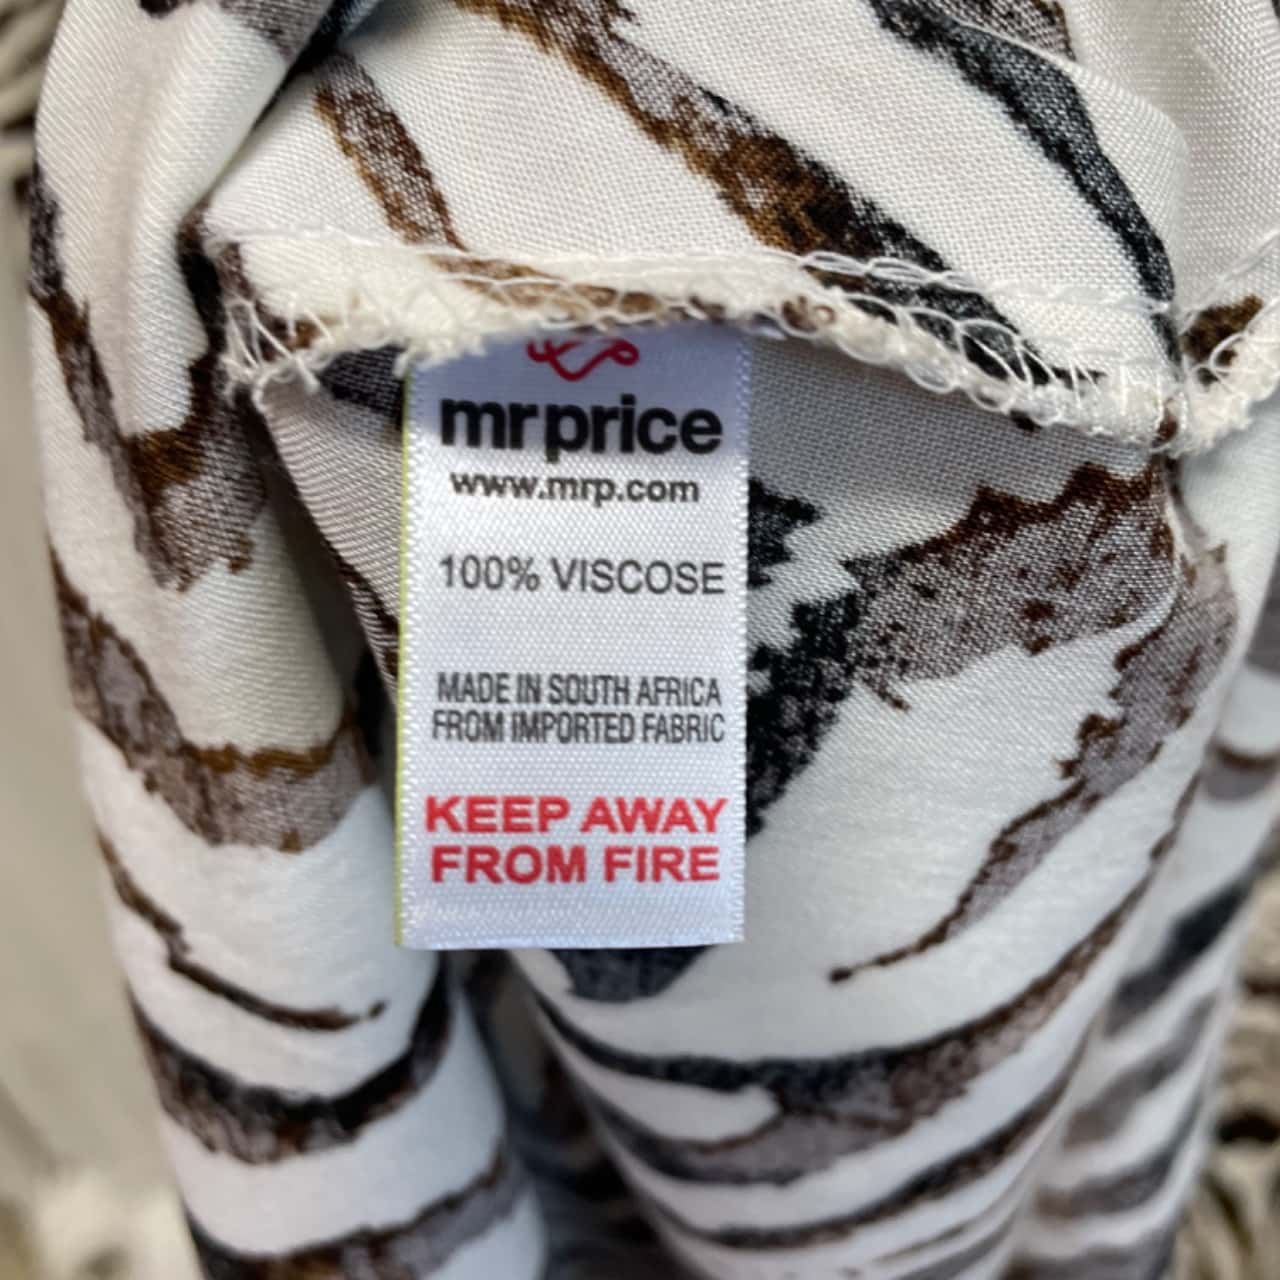 mrprice
www.mrp.com
100% VISCOSE
MADE IN SOUTH AFRICA
FROM IMPORTED FABRIC
KEEP AWAY
FROM FIRE